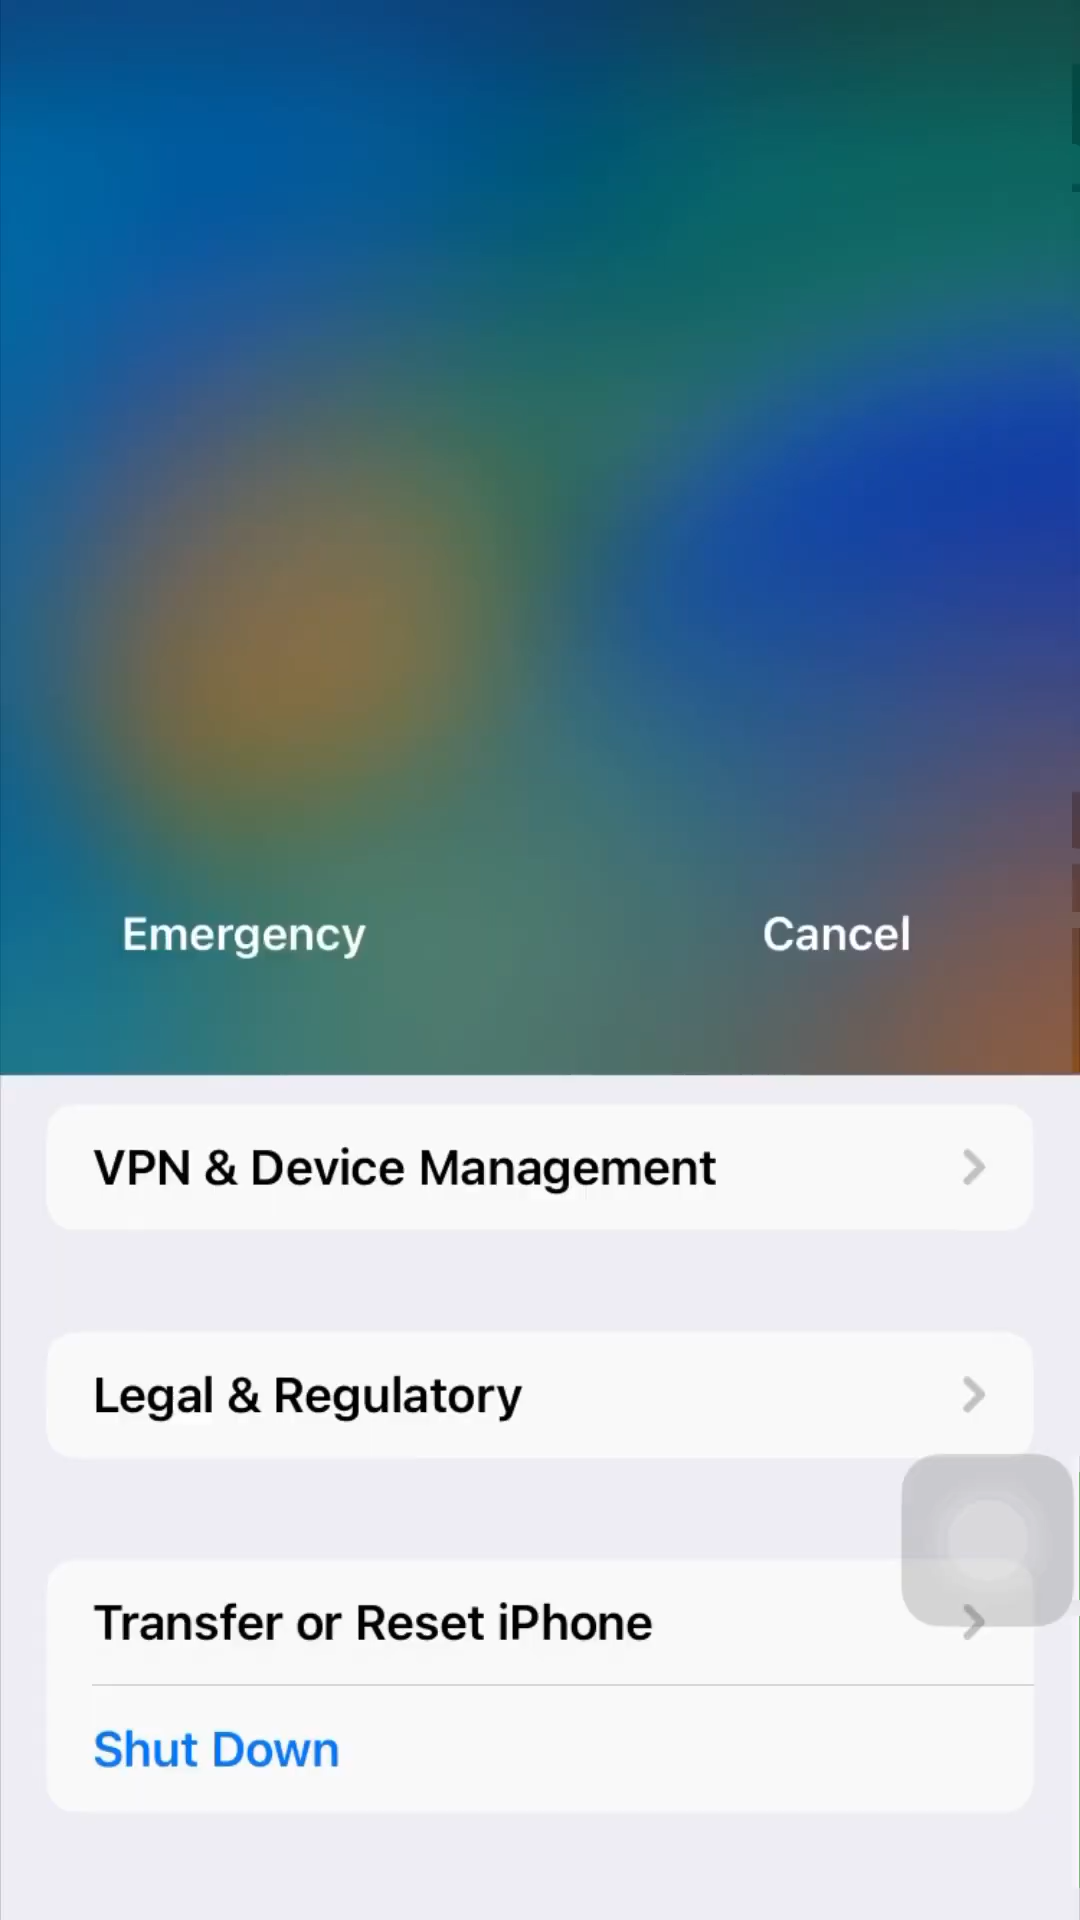 Emergency Cancel
VPN & Device Management
Legal & Regulatory
Transfer or Reset iPhone
Shut Down